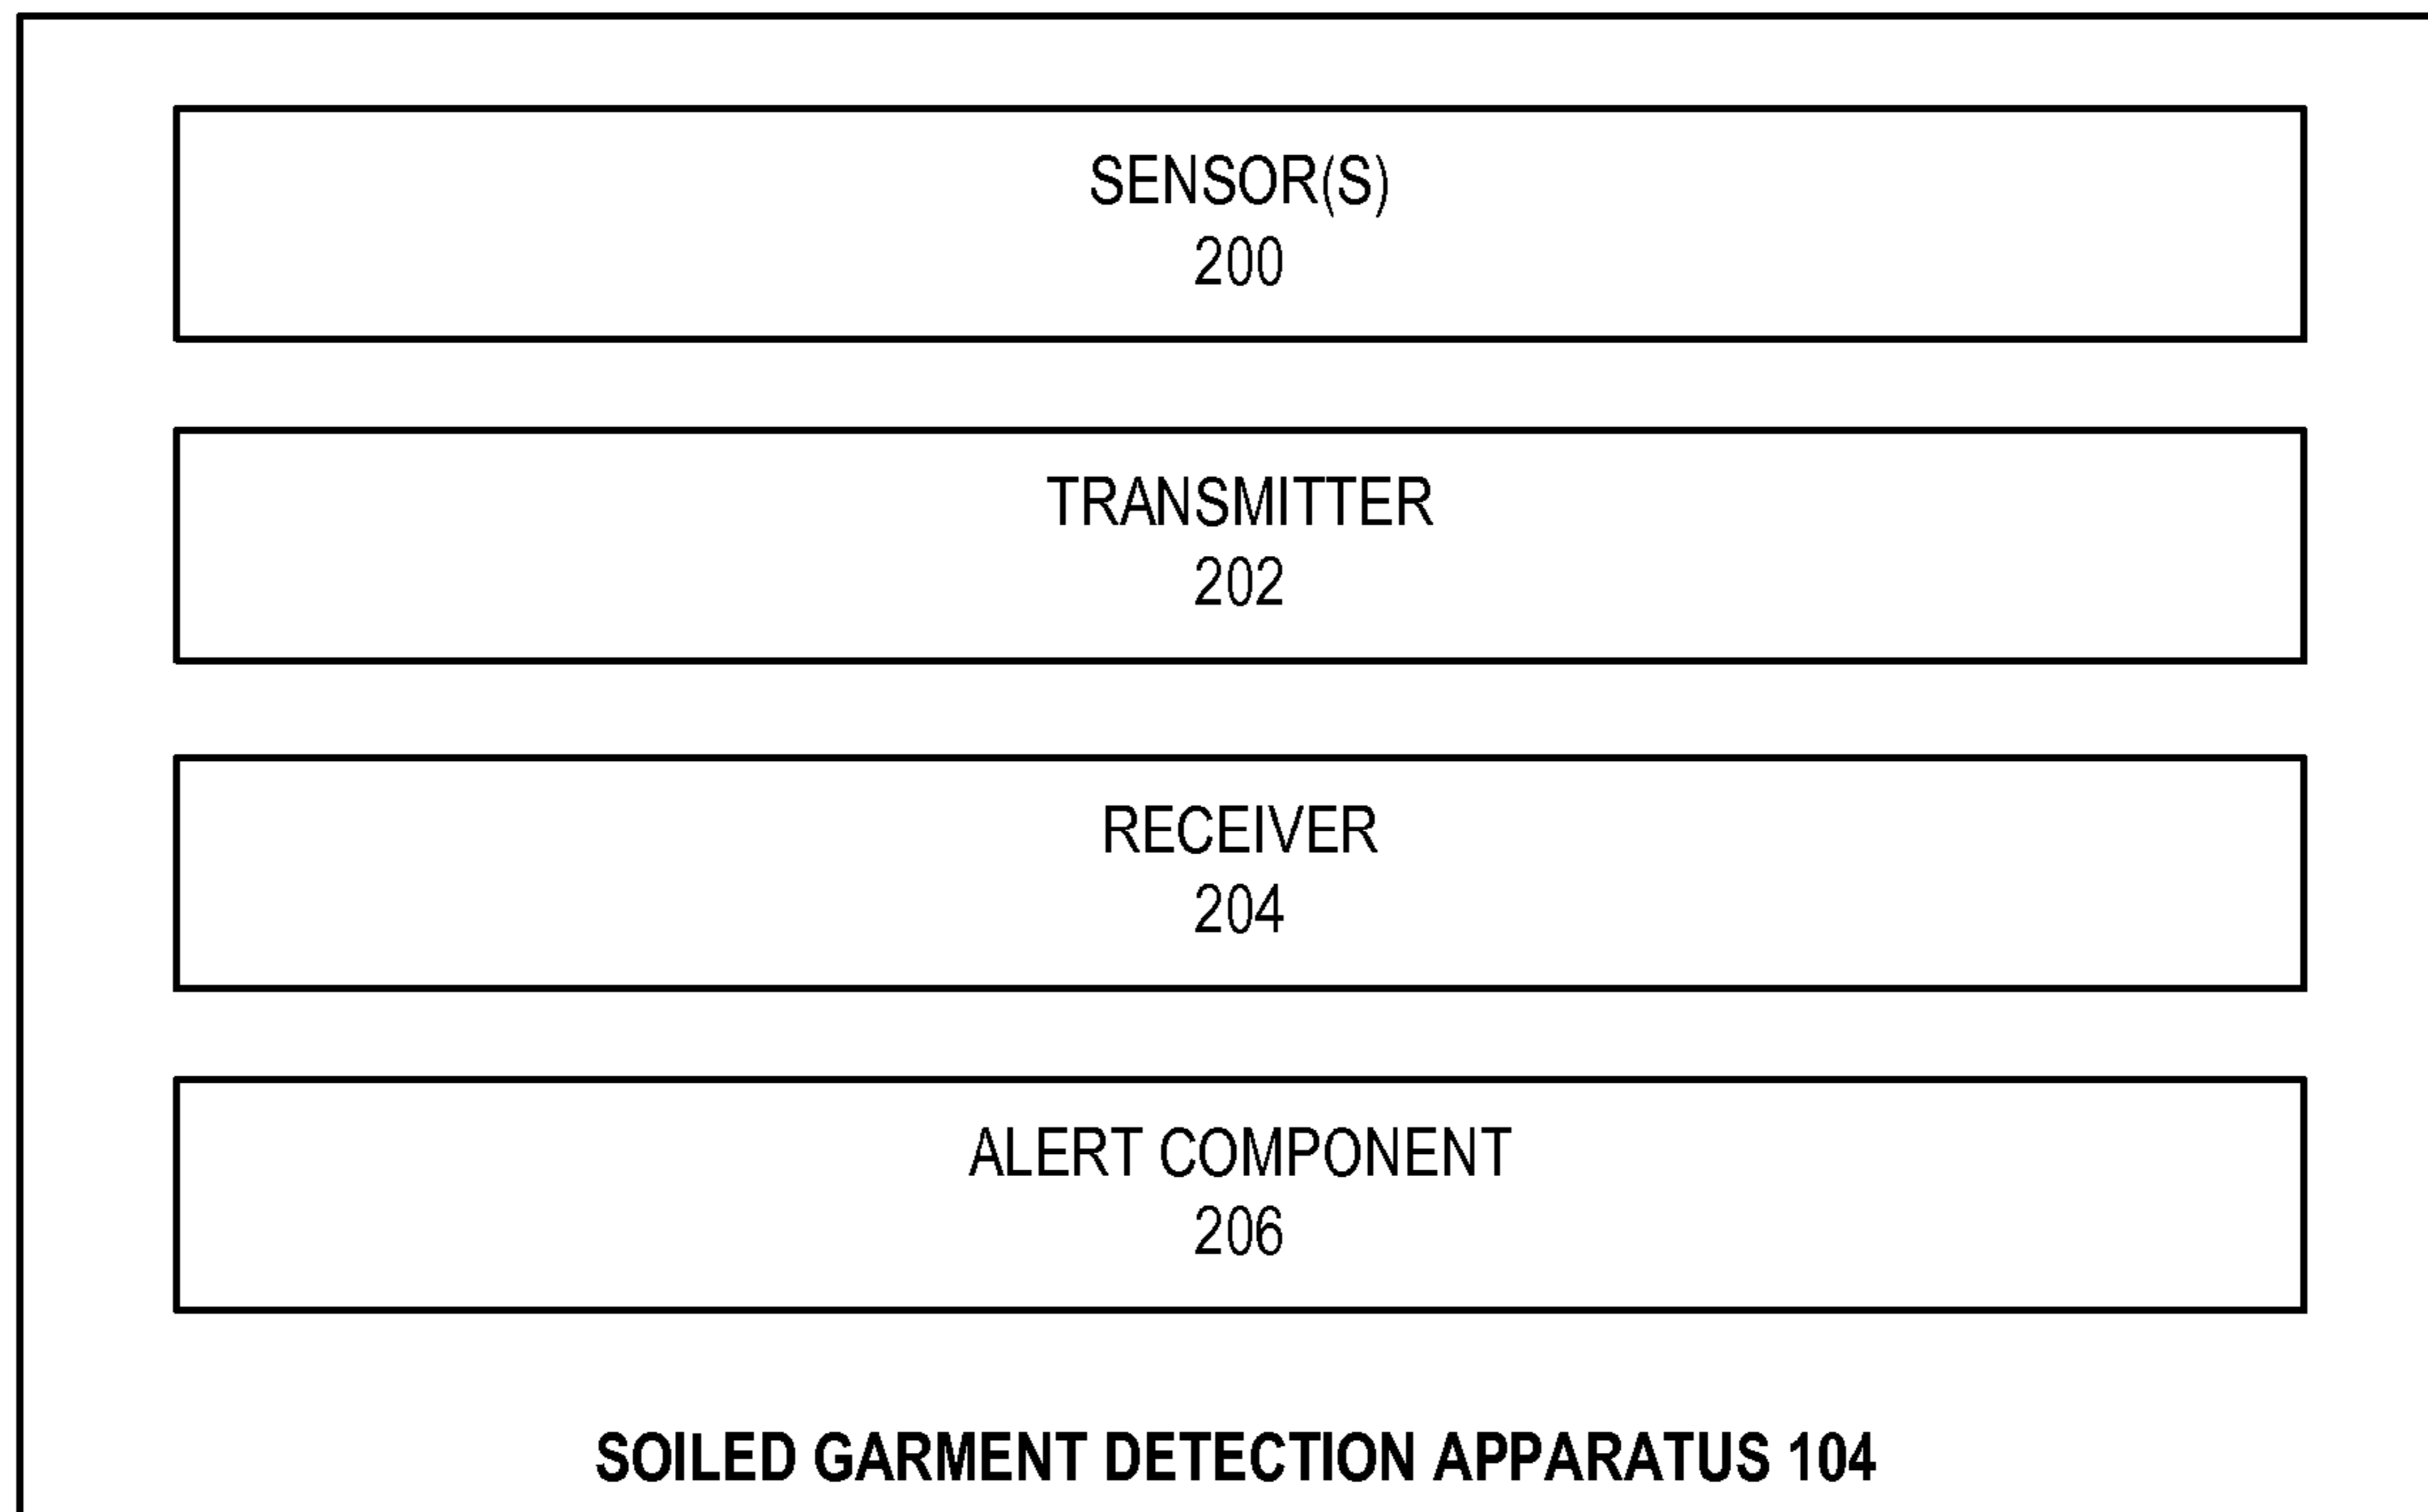 SENSOR(S)
200
TRANSMITTER
202
RECEIVER
204
ALERT COMPONENT
206
SOILED GARMENT DETECTION APPARATUS 104